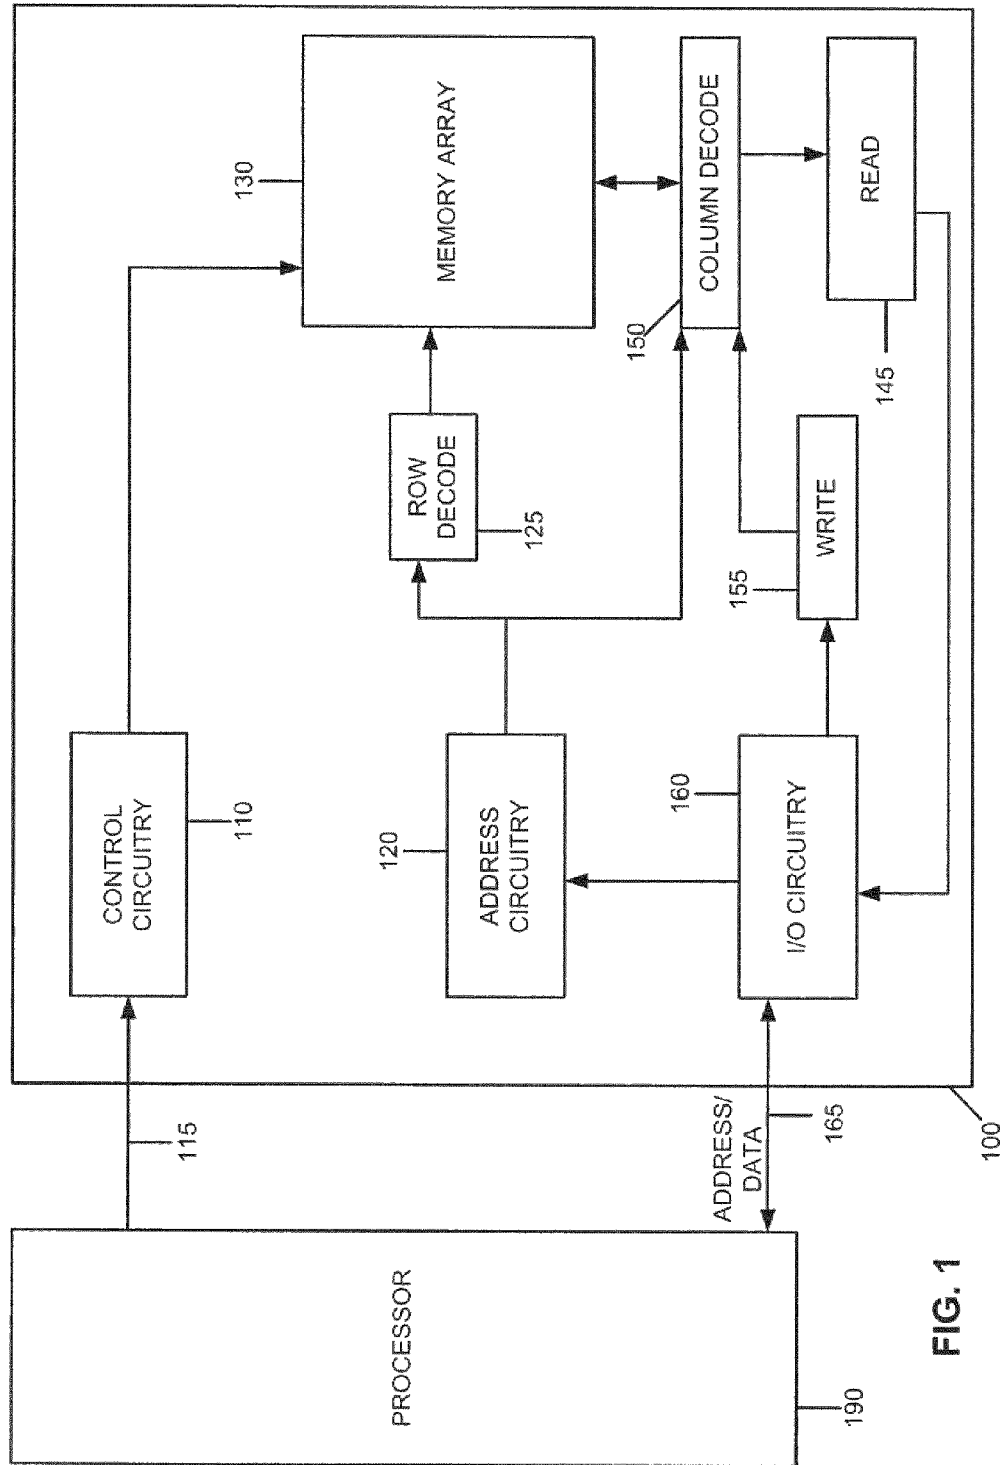 PROCESSOR
190
115
ADDRESS/
DATA
165
100
CONTROL
CIRCUITRY
110
ADDRESS
CIRCUITRY
120
I/O CIRCUITRY
160
ROW
DECODE
125
WRITE
155
MEMORY ARRAY
130
COLUMN DECODE
150
READ
145
FIG. 1